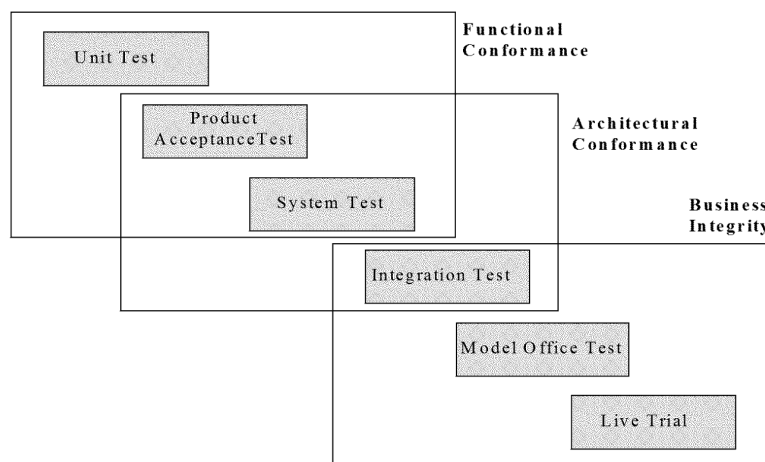 Functional
Conformance
Unit Test
Product
AcceptanceTest
Architectural
Conformance
System Test
Business
Integrity
Integration Test
Model Office Test
Live Trial